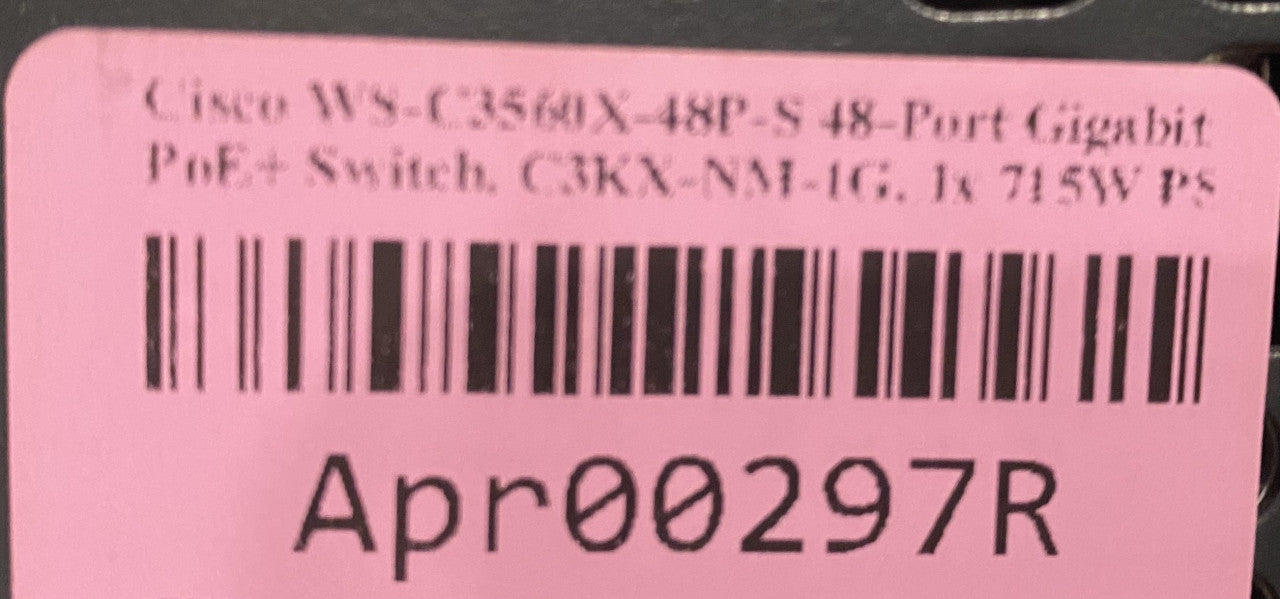 Cisco WS-C3560X-48P-S 48-Port Gigabit
PoE+ Switch, C3KX-NM-1G, 1x 715W PS
Apr00297R